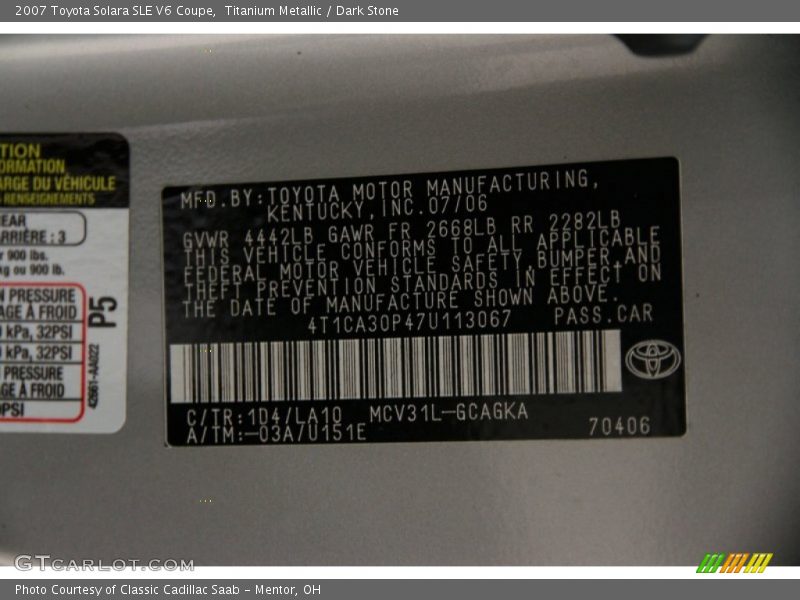 2007 Toyota Solara SLE V6 Coupe, Titanium Metallic / Dark Stone
TION
ORMATION
ARGE DU VÉHICULE
RENSEIGNEMENTS
EAR
ARRIÈRE : 3
r 900 lbs.
kg ou 900 lb.
N PRESSURE
AGE À FROID
kPa, 32PSI
kPa, 32PSI
PRESSURE
GE À FROID
PSI
P5
42661-AA022
MFD.BY:TOYOTA MOTOR MANUFACTURING,
KENTUCKY,INC.07/06
GVWR 4442LB GAWR FR 2668LB RR 2282LB
THIS VEHICLE CONFORMS TO ALL APPLICABLE
FEDERAL MOTOR VEHICLE SAFETY,BUMPER,AND
THEFT PREVENTION STANDARDS IN EFFECT ON
THE DATE OF MANUFACTURE SHOWN ABOVE.
4T1CA30P47U113067 PASS.CAR
C/TR:1D4/LA10 MCV31L-GCAGKA
A/TM:-03A/U151E 70406
GTCARLOT.COM
Photo Courtesy of Classic Cadillac Saab - Mentor, OH